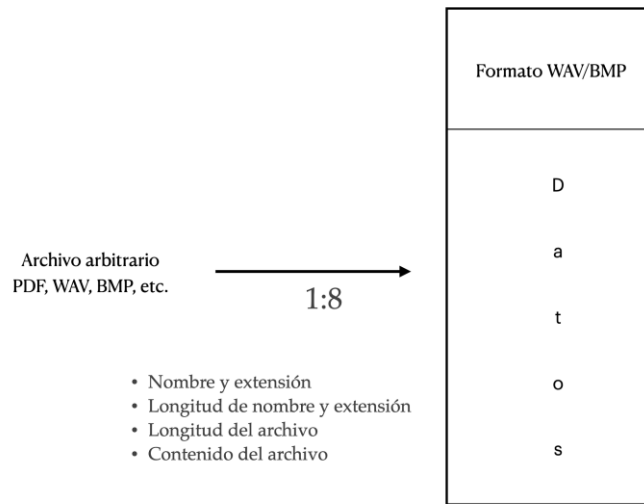 Formato WAV/BMP
D
a
t
o
s
Archivo arbitrario
PDF, WAV, BMP, etc.
1:8
• Nombre y extensión
• Longitud de nombre y extensión
• Longitud del archivo
• Contenido del archivo